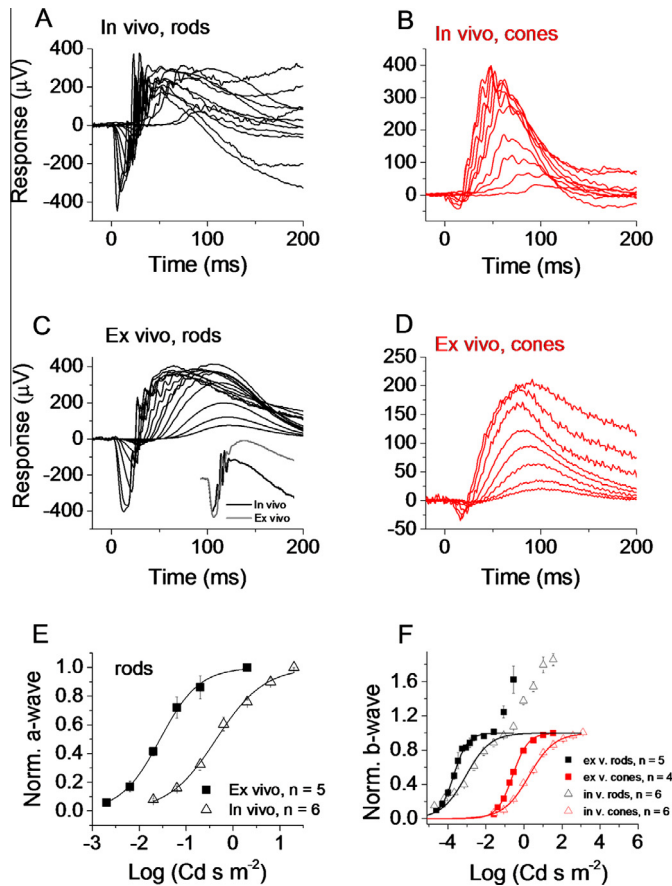 A
In vivo, rods
Response (µV)
400
200
0
-200
-400
0
100
200
Time (ms)
B
In vivo, cones
400
300
200
100
0
0
100
200
Time (ms)
C
Ex vivo, rods
Response (µV)
400
200
0
-200
-400
In vivo
Ex vivo
0
100
200
Time (ms)
D
Ex vivo, cones
250
200
150
100
50
0
-50
0
100
200
Time (ms)
E
rods
Norm. a-wave
1.0
0.8
0.6
0.4
0.2
0.0
Ex vivo, n = 5
In vivo, n = 6
-3
-2
-1
0
1
Log (Cd s m-2)
F
Norm. b-wave
1.6
1.2
0.8
0.4
0.0
ex v. rods, n = 5
ex v. cones, n = 4
in v. rods, n = 6
in v. cones, n = 6
-4
-2
0
2
4
Log (Cd s m-2)